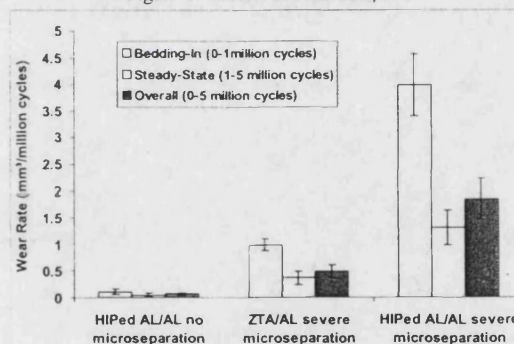 5
4.5
4
3.5
3
2.5
2
1.5
1
0.5
0
Wear Rate (mm³/million cycles)
Bedding-In (0-1million cycles)
Steady-State (1-5 million cycles)
Overall (0-5 million cycles)
HIPed AL/AL no
microseparation
ZTA/AL severe
microseparation
HIPed AL/AL severe
microseparation